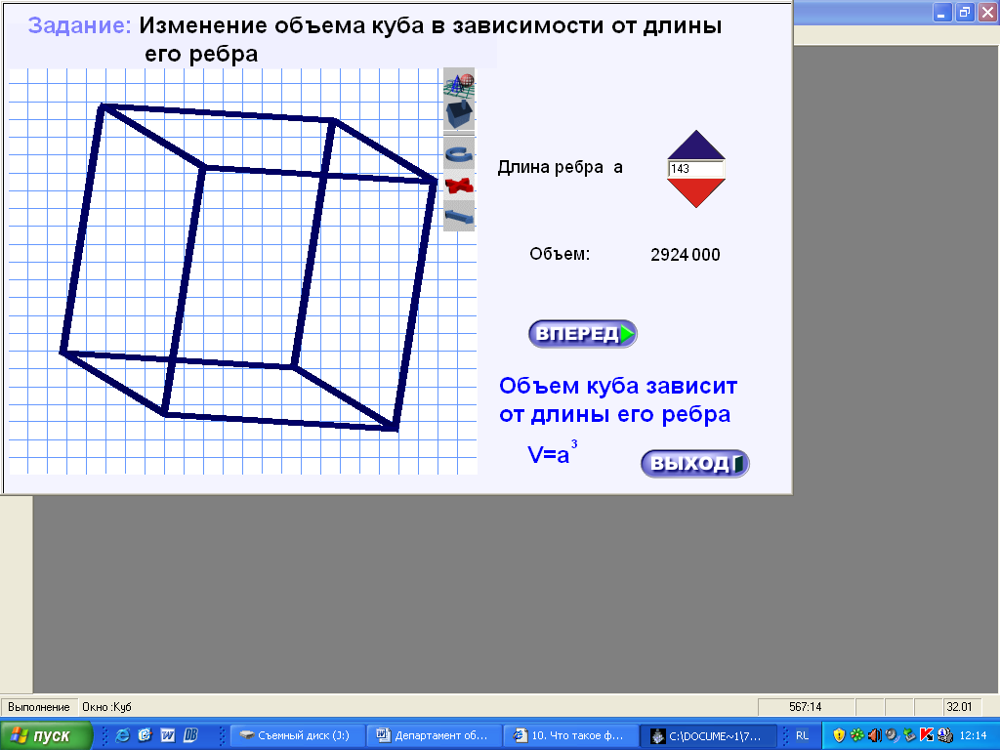 Задание: Изменение объема куба в зависимости от длины
его ребра
Длина ребра а
143
Объем: 2924 000
ВПЕРЕД
Объем куба зависит
от длины его ребра
V=a³
ВЫХОД
Выполнение Окно :Куб 567:14 32.01
пуск Съемный диск (J:) Департамент об... 10. Что такое ф... C:\DOCUME~1\7... RL 12:14